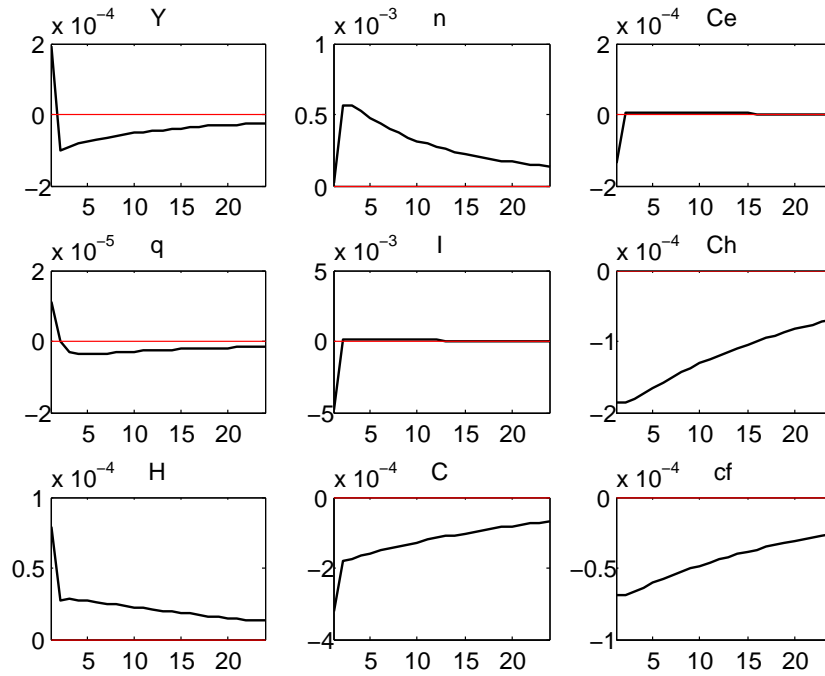 Y n Ce
x 10⁻⁴ x 10⁻³ x 10⁻⁴
2 1 2
0 0.5 0
−2 0 −2
5 10 15 20 5 10 15 20 5 10 15 20
q I Ch
x 10⁻⁵ x 10⁻³ x 10⁻⁴
2 5 0
0 0 −1
−2 −5 −2
5 10 15 20 5 10 15 20 5 10 15 20
H C cf
x 10⁻⁴ x 10⁻⁴ x 10⁻⁴
1 0 0
0.5 −2 −0.5
0 −4 −1
5 10 15 20 5 10 15 20 5 10 15 20